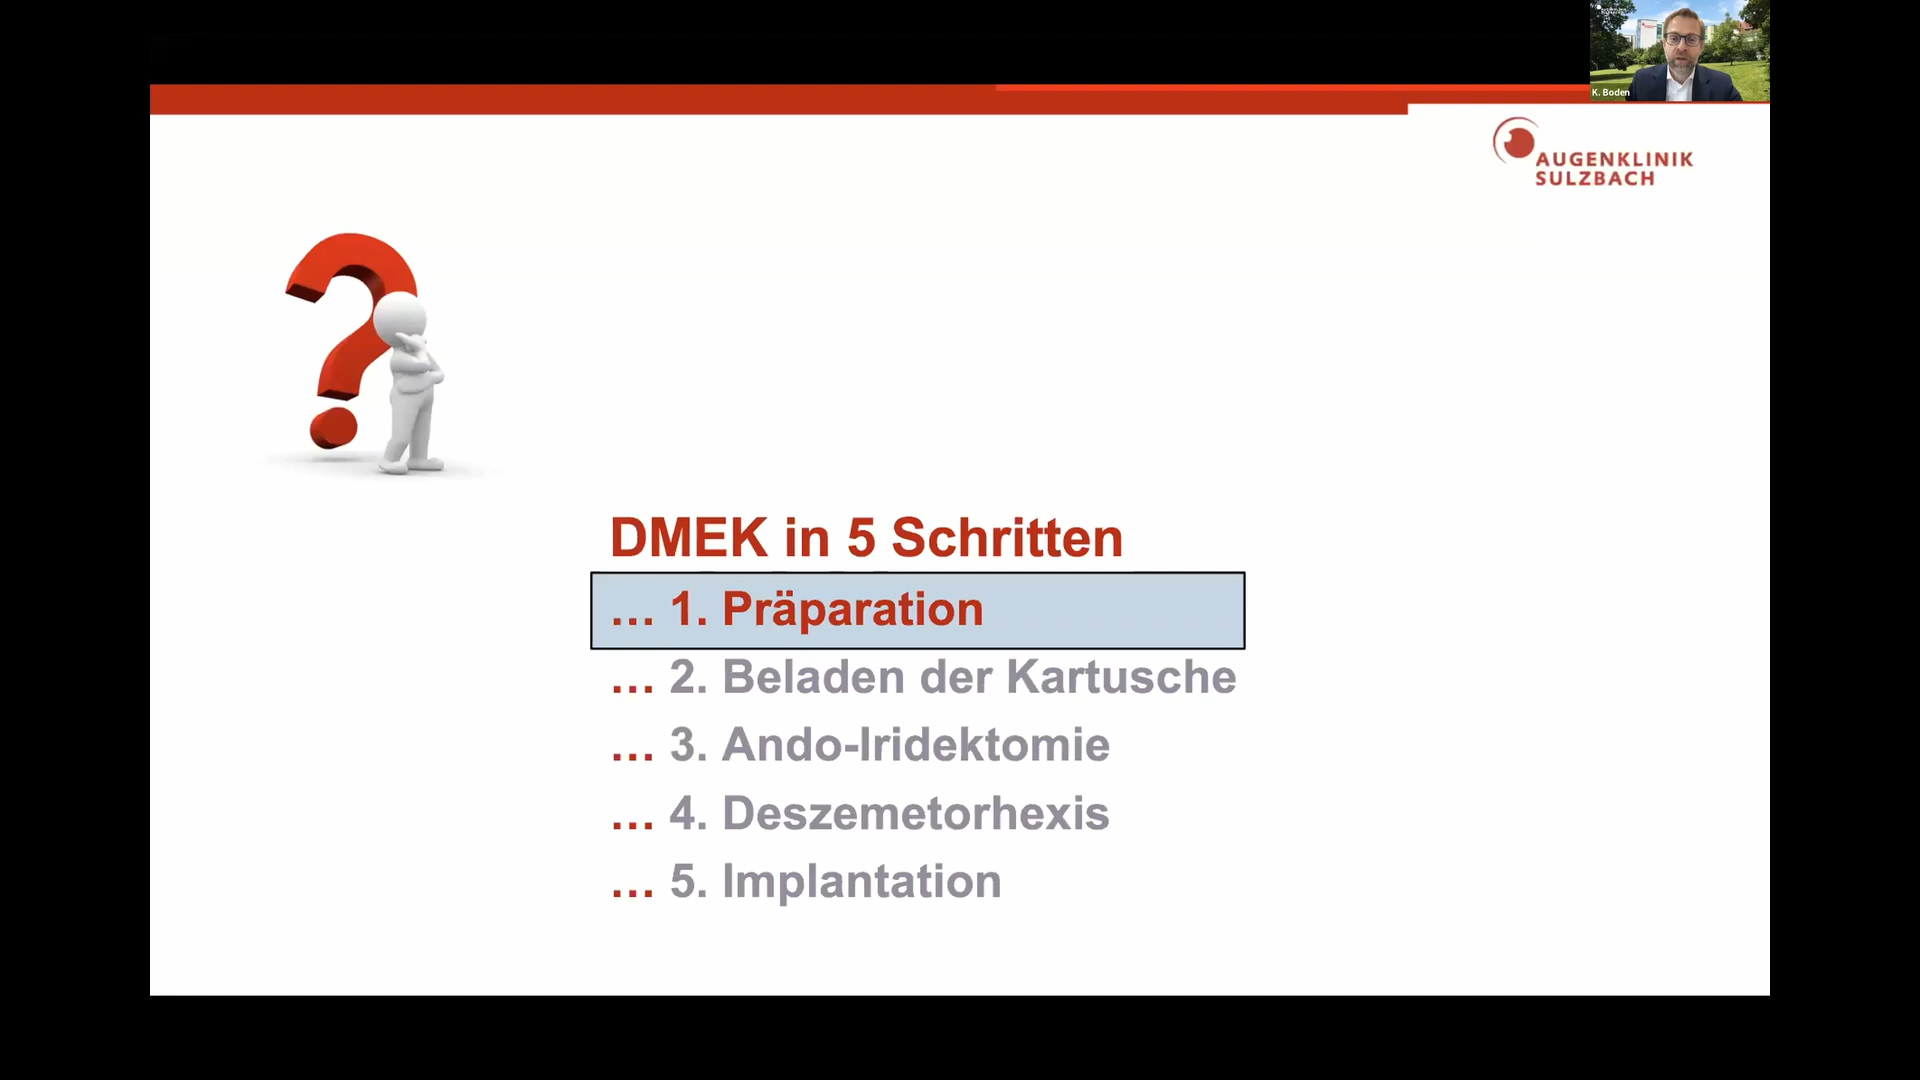 K. Boden
AUGENKLINIK
SULZBACH
DMEK in 5 Schritten
... 1. Präparation
... 2. Beladen der Kartusche
... 3. Ando-Iridektomie
... 4. Deszemetorhexis
... 5. Implantation